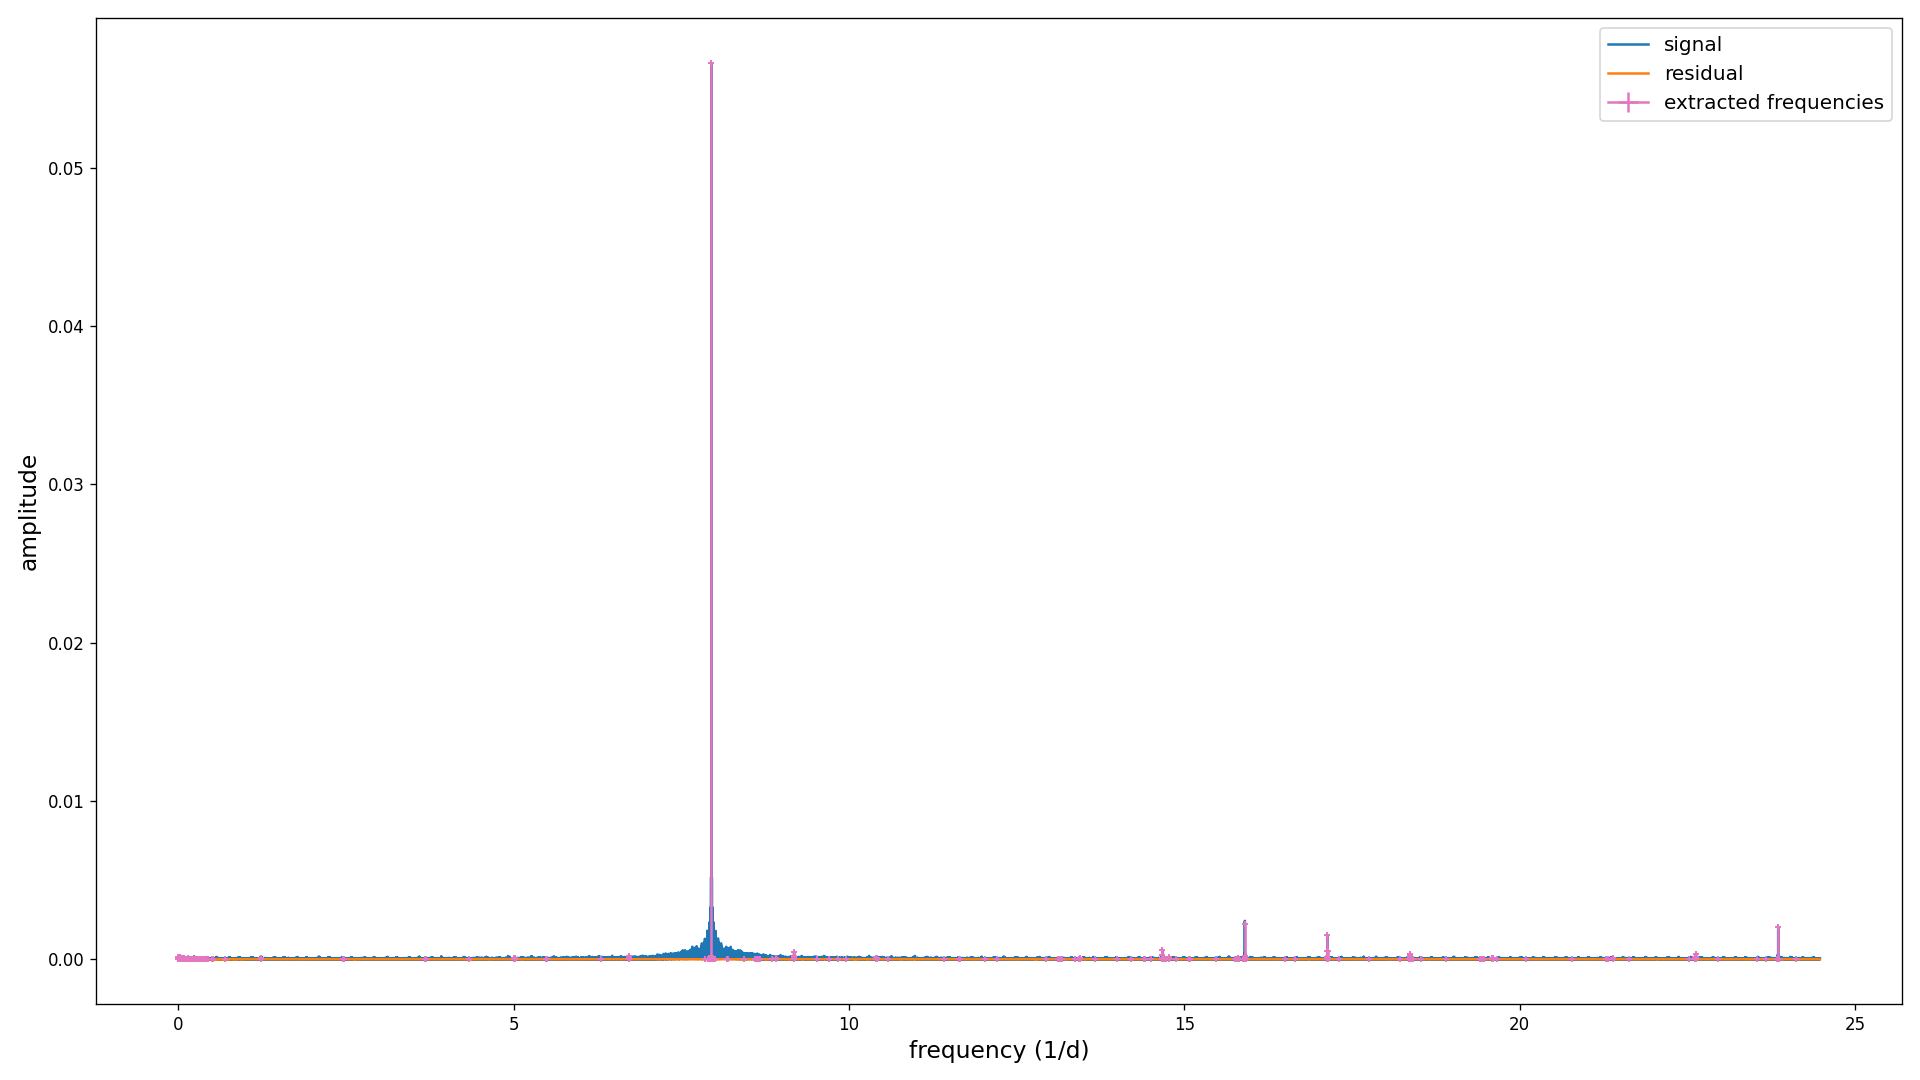 signal
residual
extracted frequencies
amplitude
0.05
0.04
0.03
0.02
0.01
0.00
0 5 10 15 20 25
frequency (1/d)